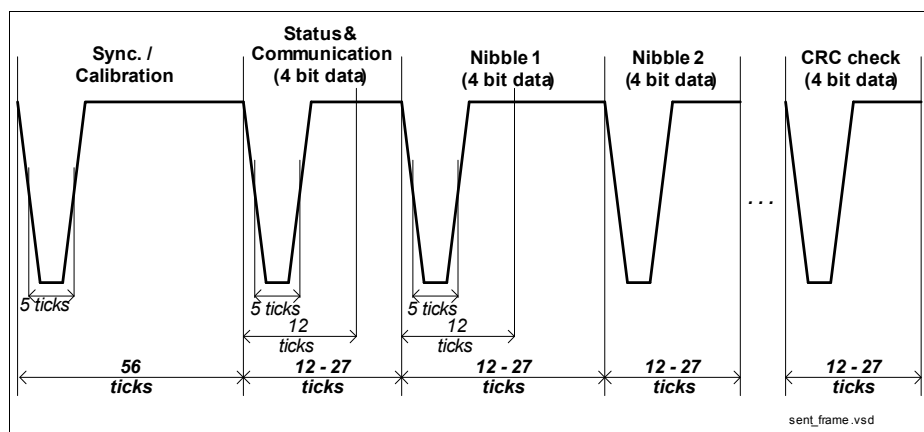 Sync. /
Calibration
Status &
Communication
(4 bit data)
Nibble 1
(4 bit data)
Nibble 2
(4 bit data)
CRC check
(4 bit data)
. . .
5 ticks
5 ticks
5 ticks
12
ticks
12
ticks
56
ticks
12 - 27
ticks
12 - 27
ticks
12 - 27
ticks
12 - 27
ticks
sent_frame.vsd